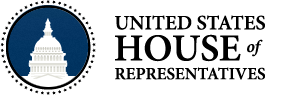 UNITED STATES
HOUSE of
REPRESENTATIVES